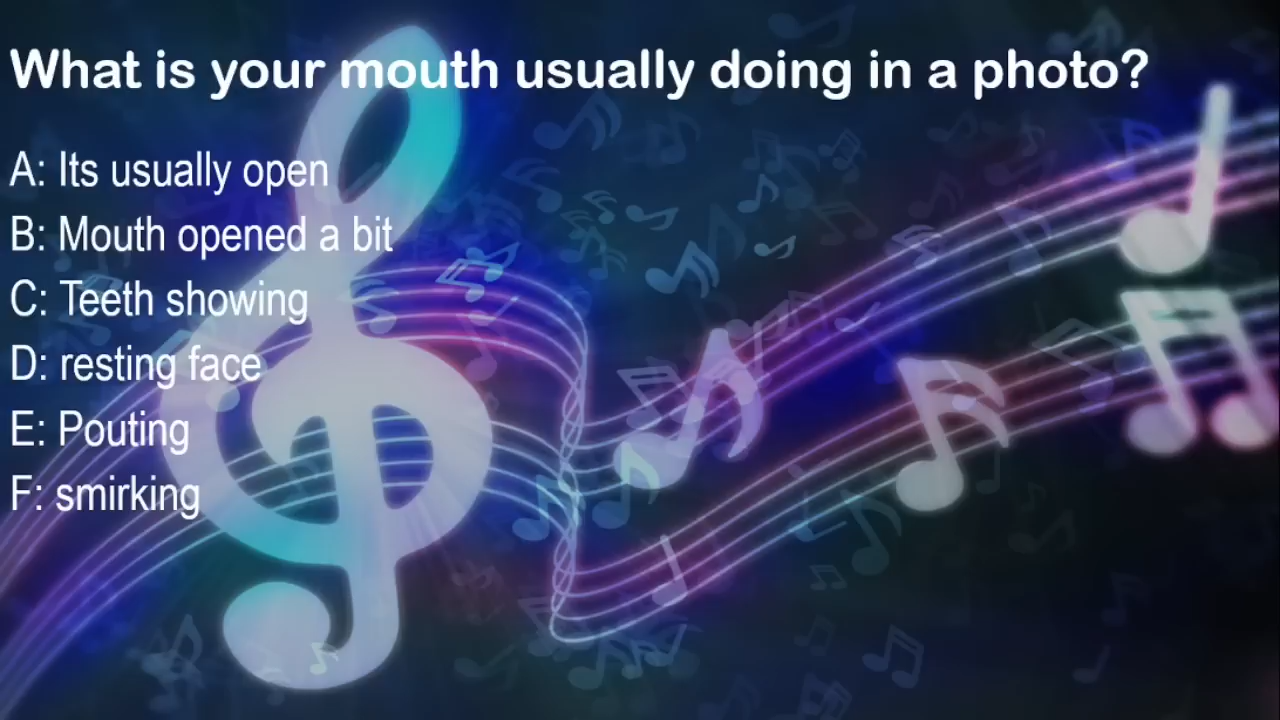 What is your mouth usually doing in a photo?
A: Its usually open
B: Mouth opened a bit
C: Teeth showing
D: resting face
E: Pouting
F: smirking